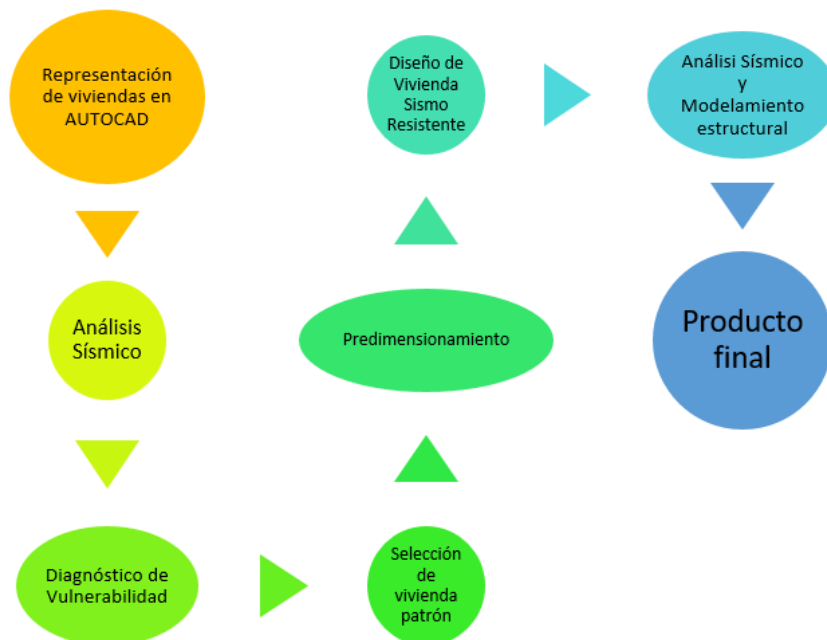 Representación
de viviendas en
AUTOCAD
Análisis
Sísmico
Diagnóstico de
Vulnerabilidad
Selección
de
vivienda
patrón
Predimensionamiento
Diseño de
Vivienda
Sismo
Resistente
Análisi Sísmico
y
Modelamiento
estructural
Producto
final